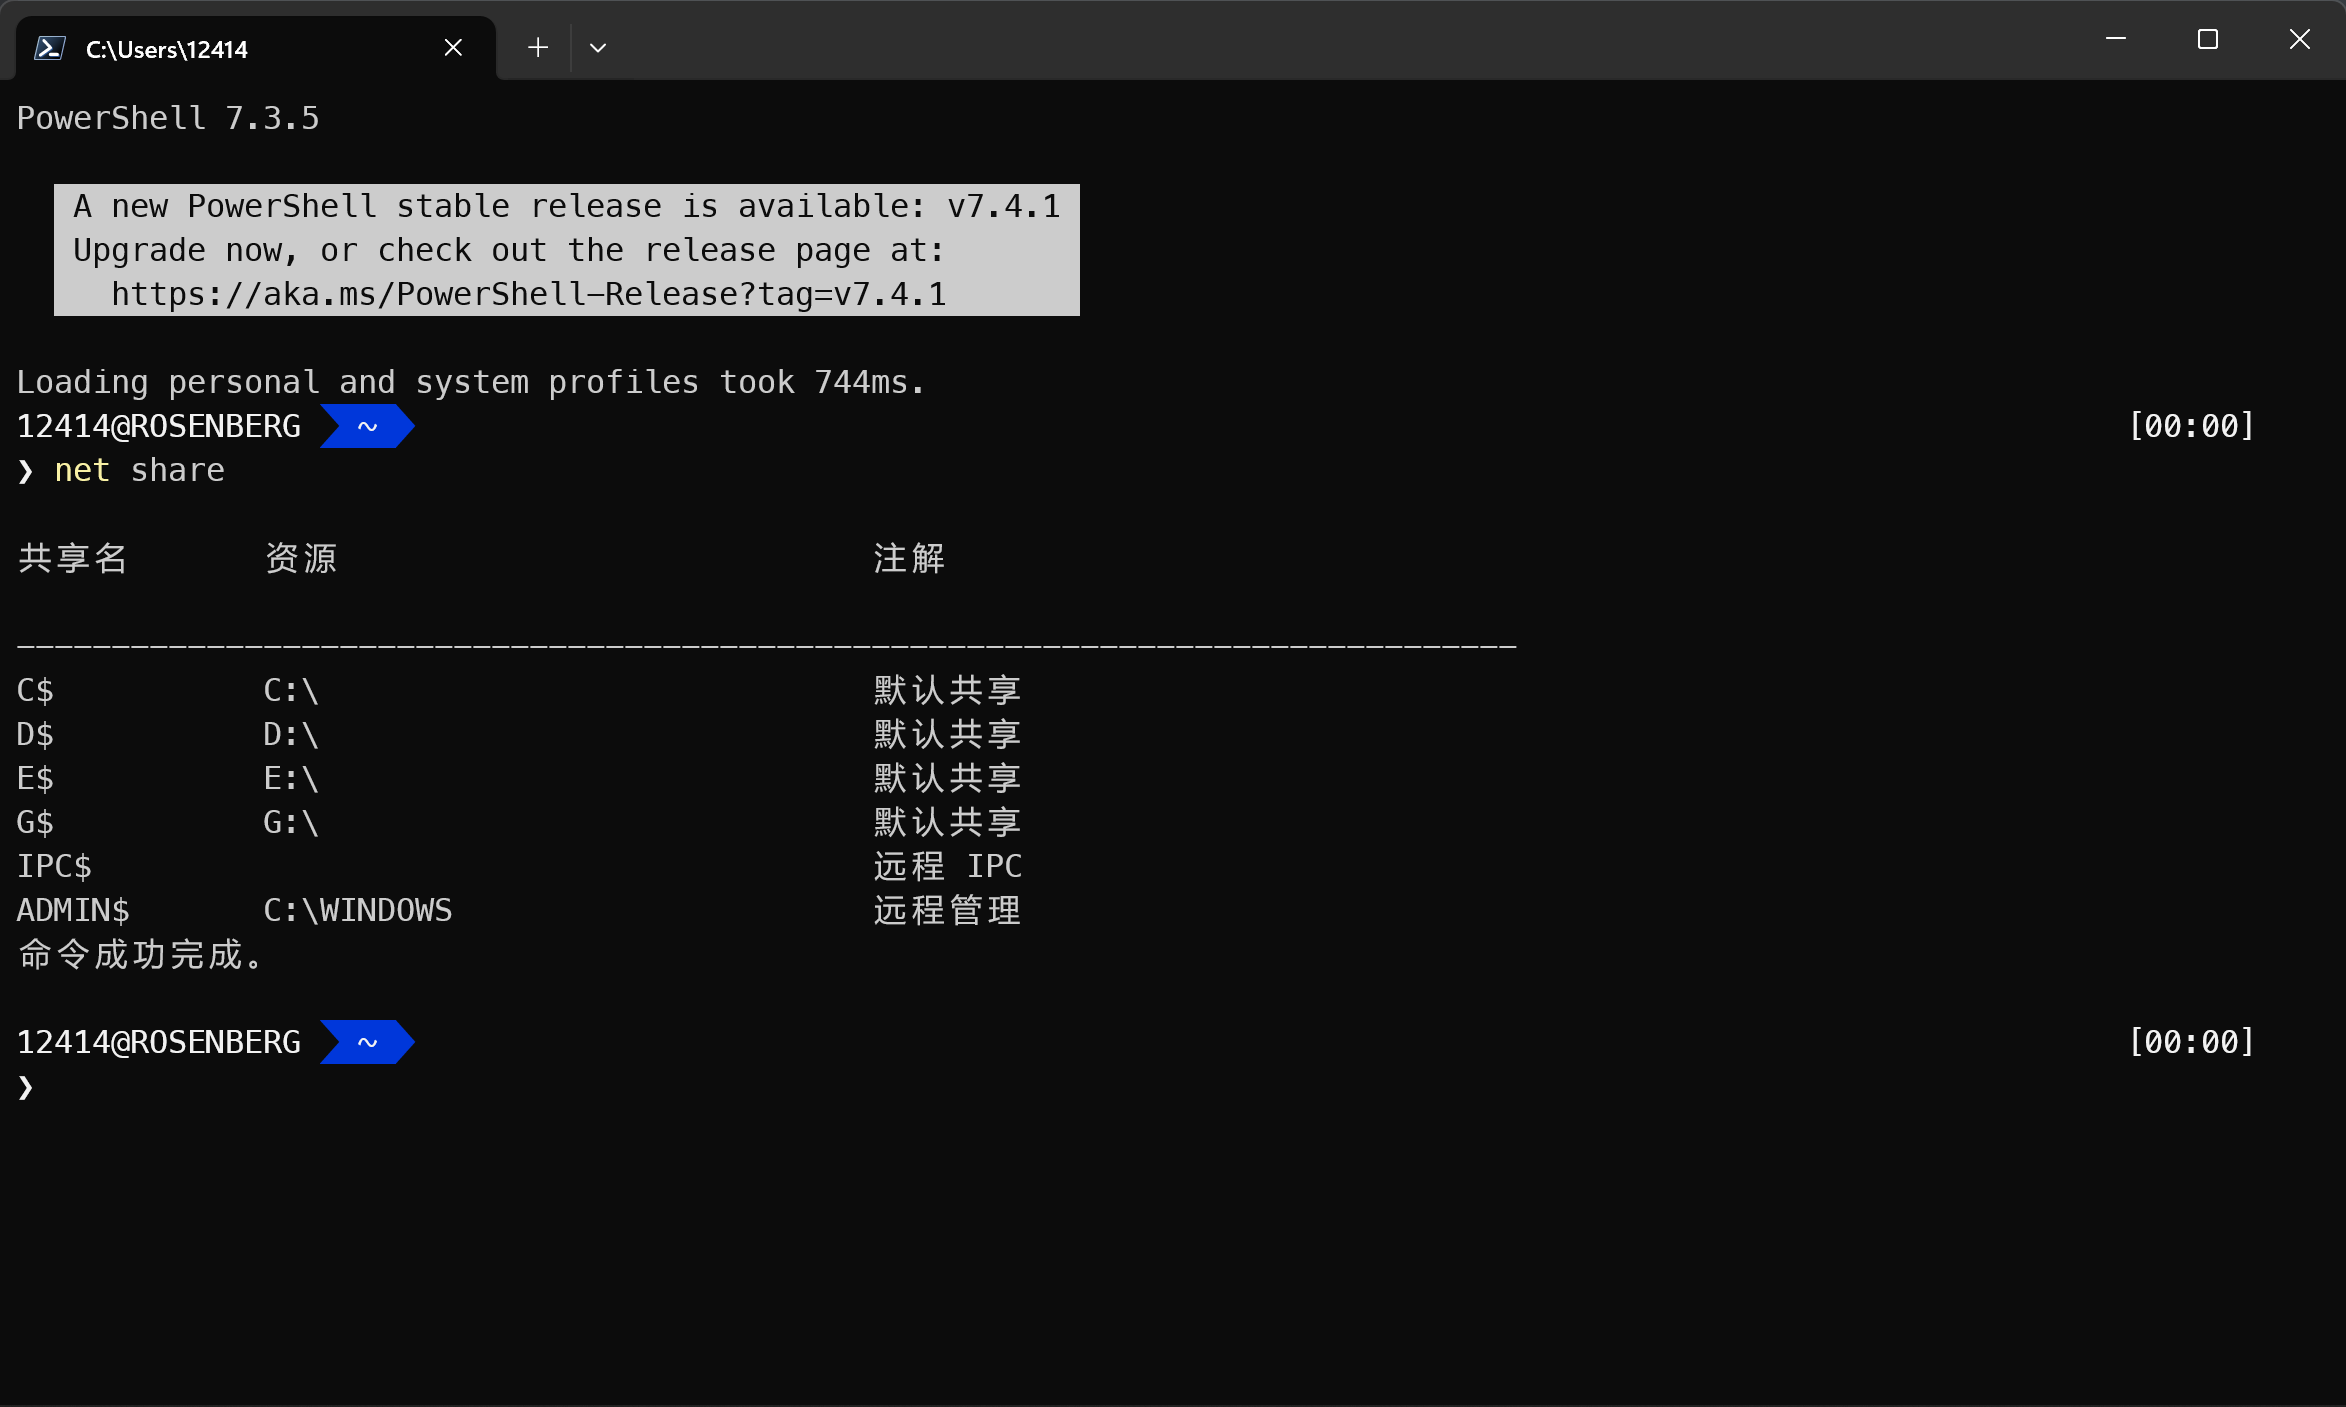 C:\Users\12414
PowerShell 7.3.5
A new PowerShell stable release is available: v7.4.1
Upgrade now, or check out the release page at:
https://aka.ms/PowerShell-Release?tag=v7.4.1
Loading personal and system profiles took 744ms.
12414@ROSENBERG ~ [00:00]
❯ net share
共享名 资源 注解
-------------------------------------------------------------------------------
C$ C:\ 默认共享
D$ D:\ 默认共享
E$ E:\ 默认共享
G$ G:\ 默认共享
IPC$ 远程 IPC
ADMIN$ C:\WINDOWS 远程管理
命令成功完成。
12414@ROSENBERG ~ [00:00]
❯